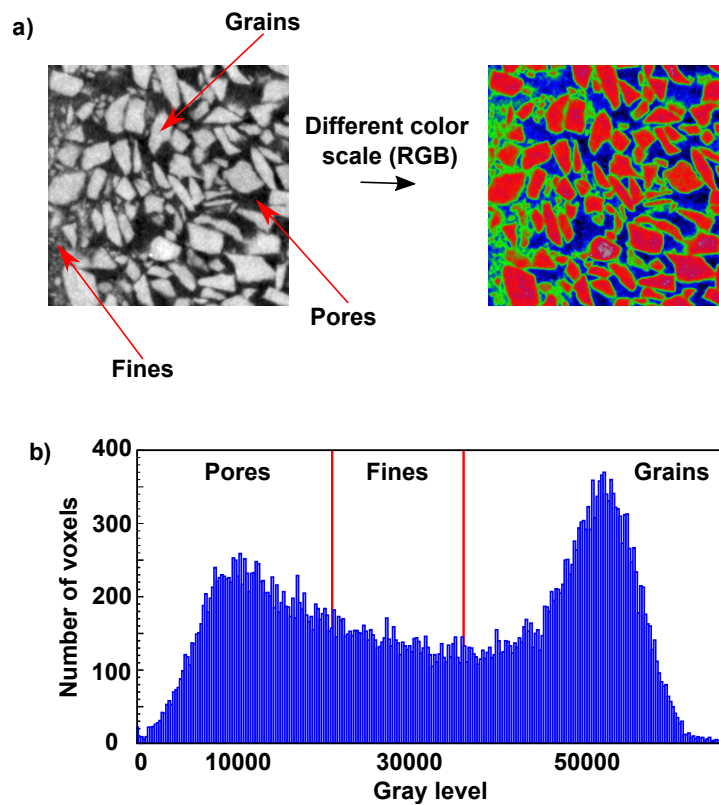 a)
Grains
Different color
scale (RGB)
Pores
Fines
b)
400
300
200
100
0
Number of voxels
Pores
Fines
Grains
0 10000 30000 50000
Gray level